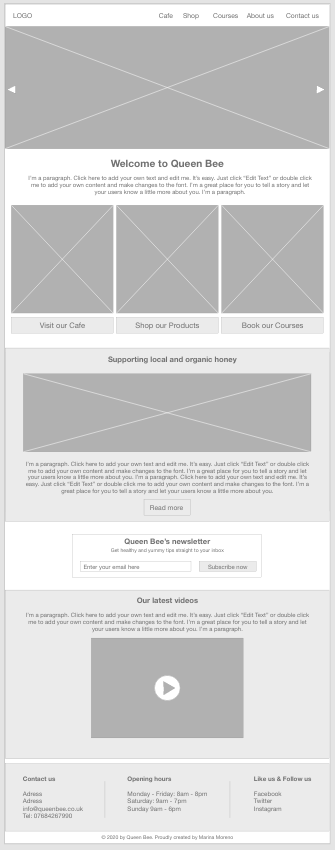 LOGO
Cafe Shop Courses About us Contact us
Welcome to Queen Bee
I'm a paragraph. Click here to add your own text and edit me. It's easy. Just click "Edit Text" or double click
me to add your own content and make changes to the font. I'm a great place for you to tell a story and let
your users know a little more about you. I'm a paragraph.
Visit our Cafe
Shop our Products
Book our Courses
Supporting local and organic honey
I'm a paragraph. Click here to add your own text and edit me. It's easy. Just click "Edit Text" or double click
me to add your own content and make changes to the font. I'm a great place for you to tell a story and let
your users know a little more about you. I'm a paragraph. Click here to add your own text and edit me. It's
easy. Just click "Edit Text" or double click me to add your own content and make changes to the font. I'm a
great place for you to tell a story and let your users know a little more about you.
Read more
Queen Bee's newsletter
Get healthy and yummy tips straight to your inbox
Enter your email here
Subscribe now
Our latest videos
I'm a paragraph. Click here to add your own text and edit me. It's easy. Just click "Edit Text" or double click
me to add your own content and make changes to the font. I'm a great place for you to tell a story and let
your users know a little more about you. I'm a paragraph.
Contact us
Adress
Adress
info@queenbee.co.uk
Tel: 07684267990
Opening hours
Monday - Friday: 8am - 8pm
Saturday: 9am - 7pm
Sunday 9am - 6pm
Like us & Follow us
Facebook
Twitter
Instagram
© 2020 by Queen Bee. Proudly created by Marina Moreno